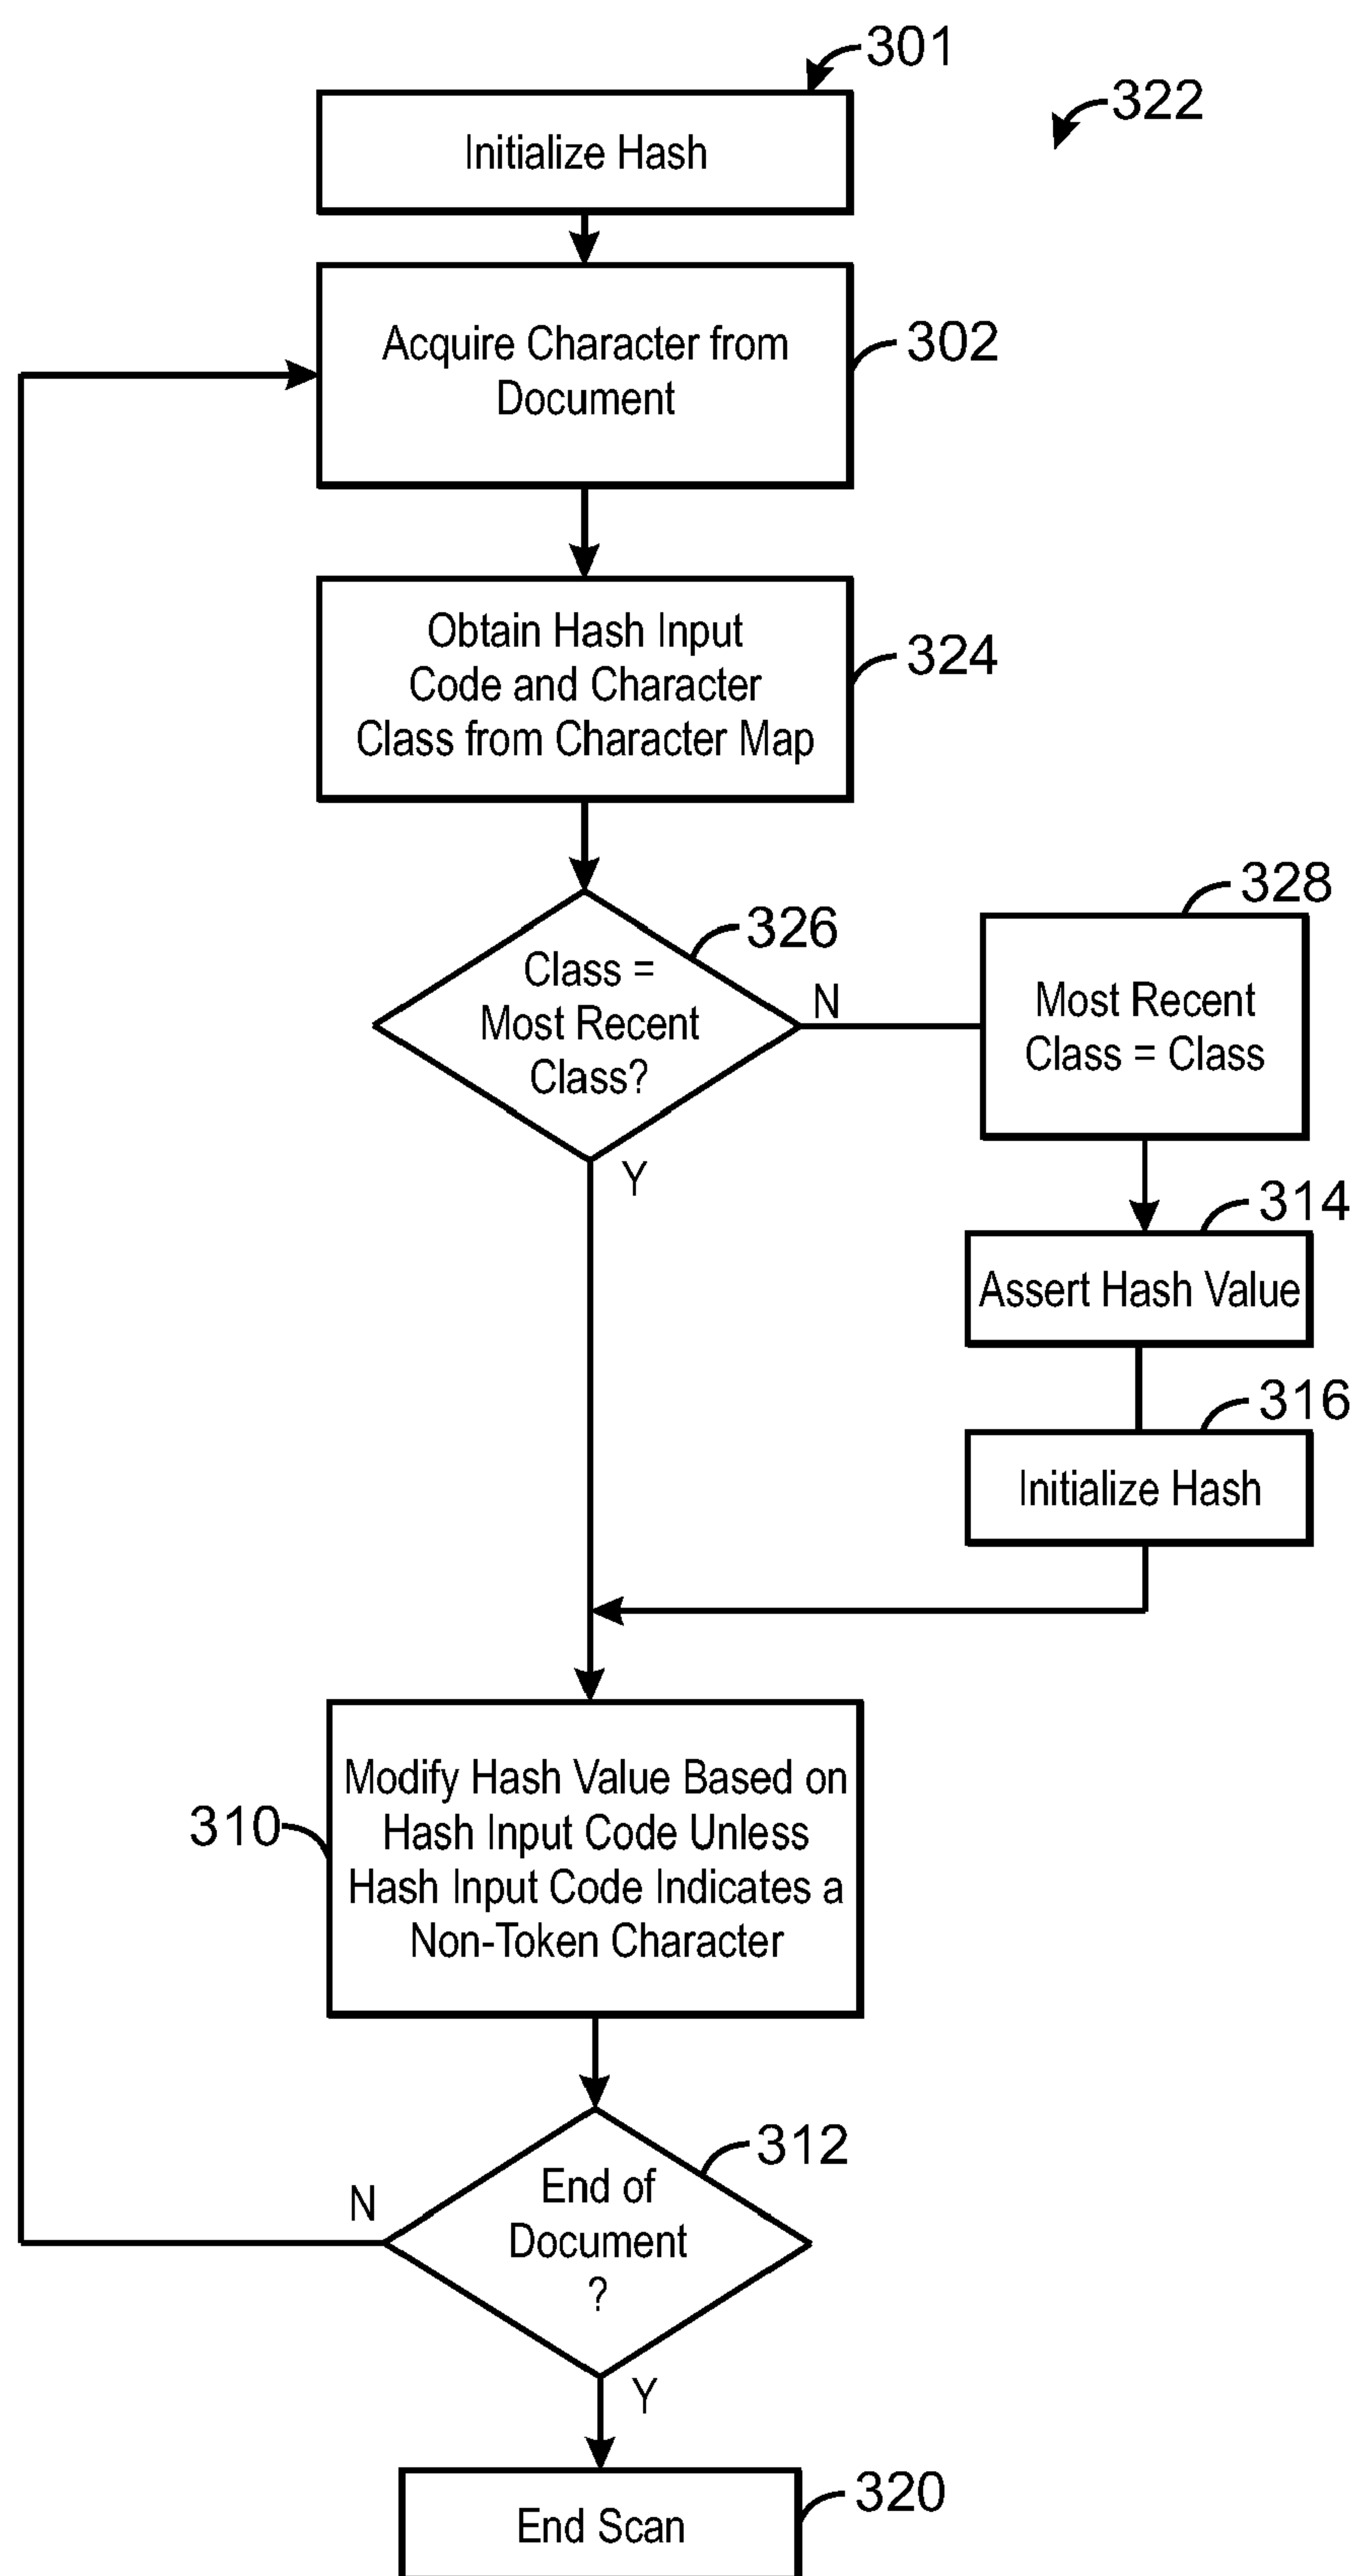 301
322
Initialize Hash
Acquire Character from
Document
302
Obtain Hash Input
Code and Character
Class from Character Map
324
326
Class =
Most Recent
Class?
N
Y
328
Most Recent
Class = Class
314
Assert Hash Value
316
Initialize Hash
310
Modify Hash Value Based on
Hash Input Code Unless
Hash Input Code Indicates a
Non-Token Character
312
End of
Document
?
N
Y
320
End Scan